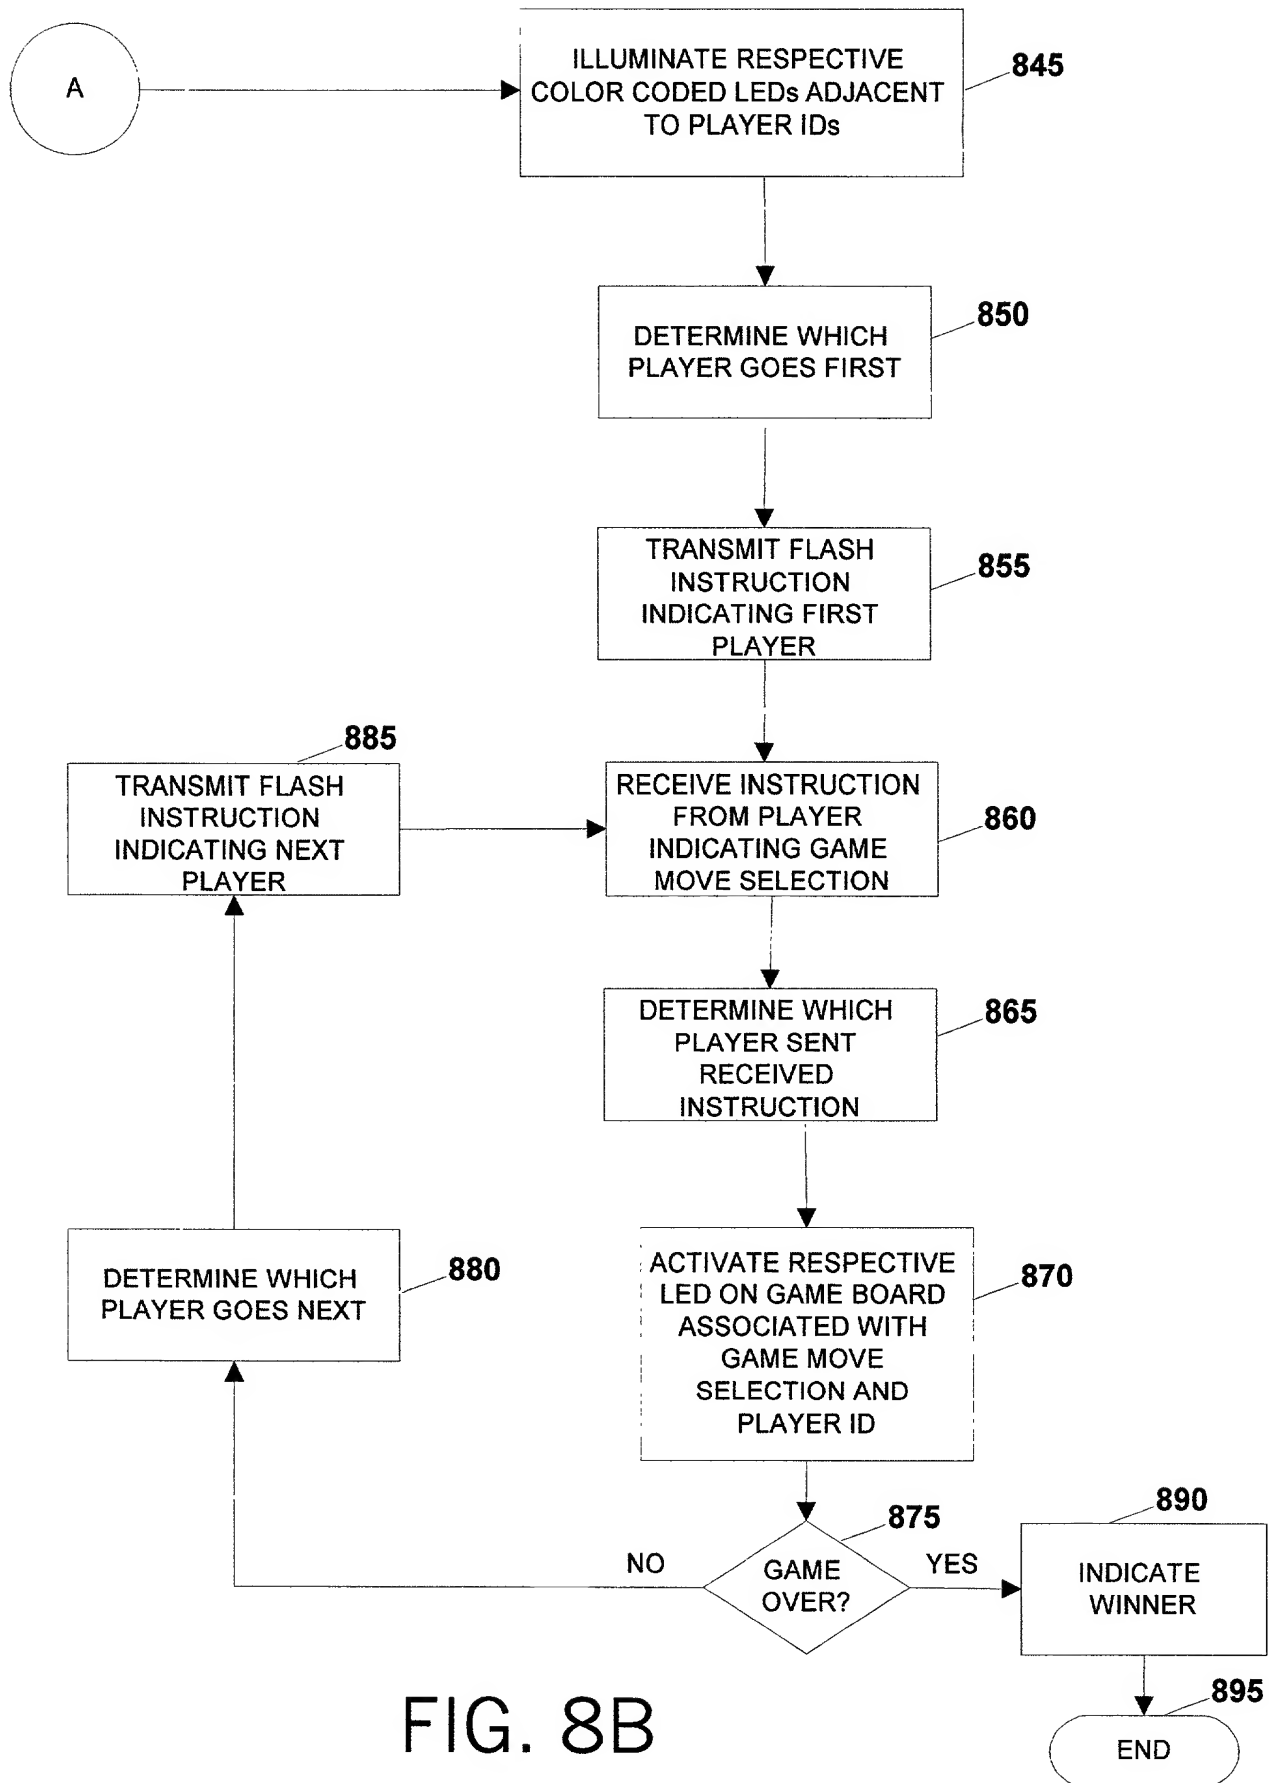 A
ILLUMINATE RESPECTIVE
COLOR CODED LEDs ADJACENT
TO PLAYER IDs
845
DETERMINE WHICH
PLAYER GOES FIRST
850
TRANSMIT FLASH
INSTRUCTION
INDICATING FIRST
PLAYER
855
885
TRANSMIT FLASH
INSTRUCTION
INDICATING NEXT
PLAYER
RECEIVE INSTRUCTION
FROM PLAYER
INDICATING GAME
MOVE SELECTION
860
DETERMINE WHICH
PLAYER SENT
RECEIVED
INSTRUCTION
865
DETERMINE WHICH
PLAYER GOES NEXT
880
ACTIVATE RESPECTIVE
LED ON GAME BOARD
ASSOCIATED WITH
GAME MOVE
SELECTION AND
PLAYER ID
870
875
NO
GAME
OVER?
YES
890
INDICATE
WINNER
895
END
FIG. 8B